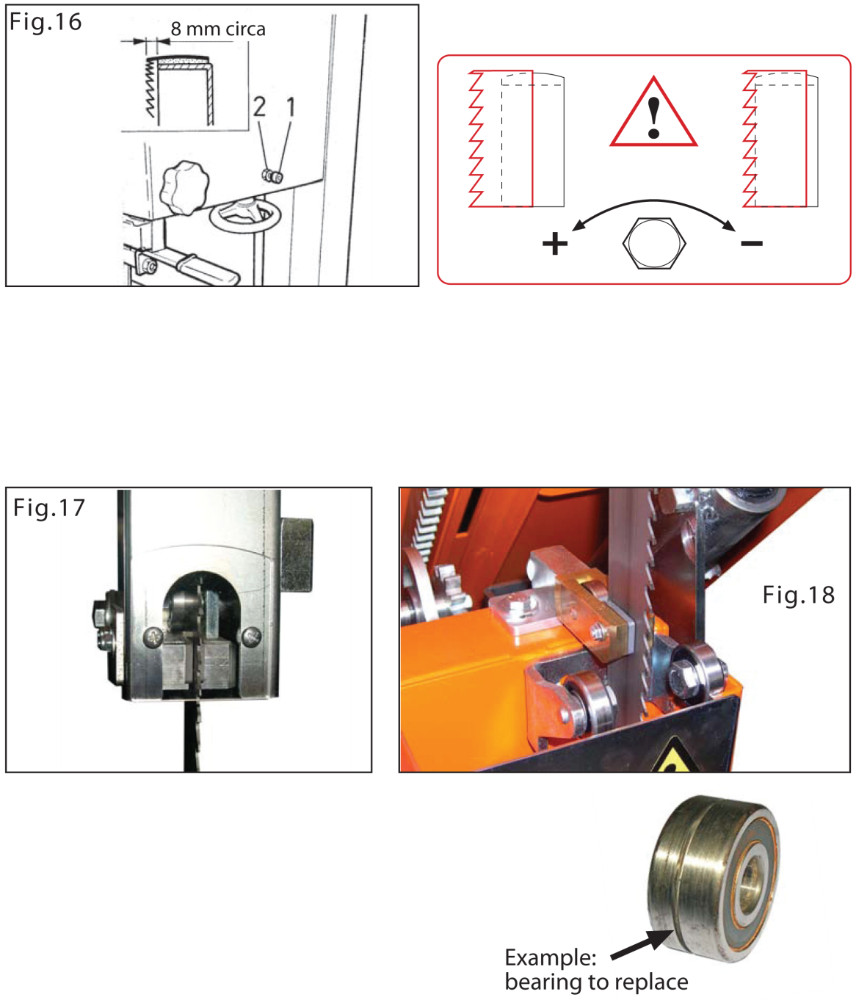 Fig.16
8 mm circa
2 1
!
+ −
Fig.17
Fig.18
Example:
bearing to replace